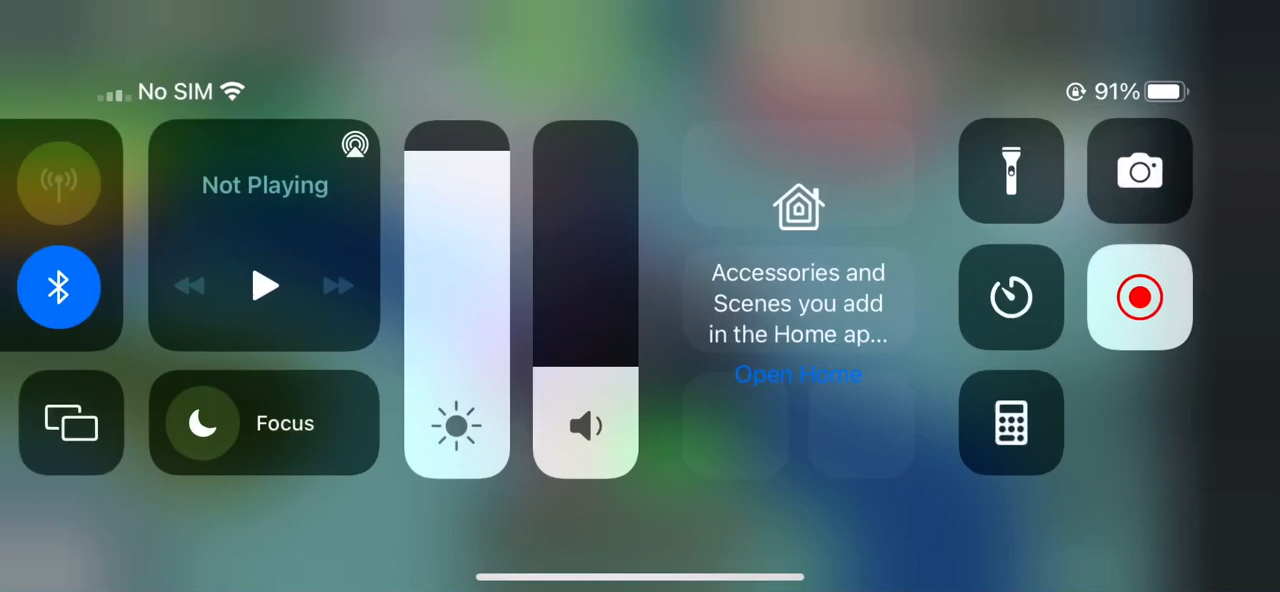 No SIM
91%
Not Playing
Accessories and
Scenes you add
in the Home ap...
Open Home
Focus